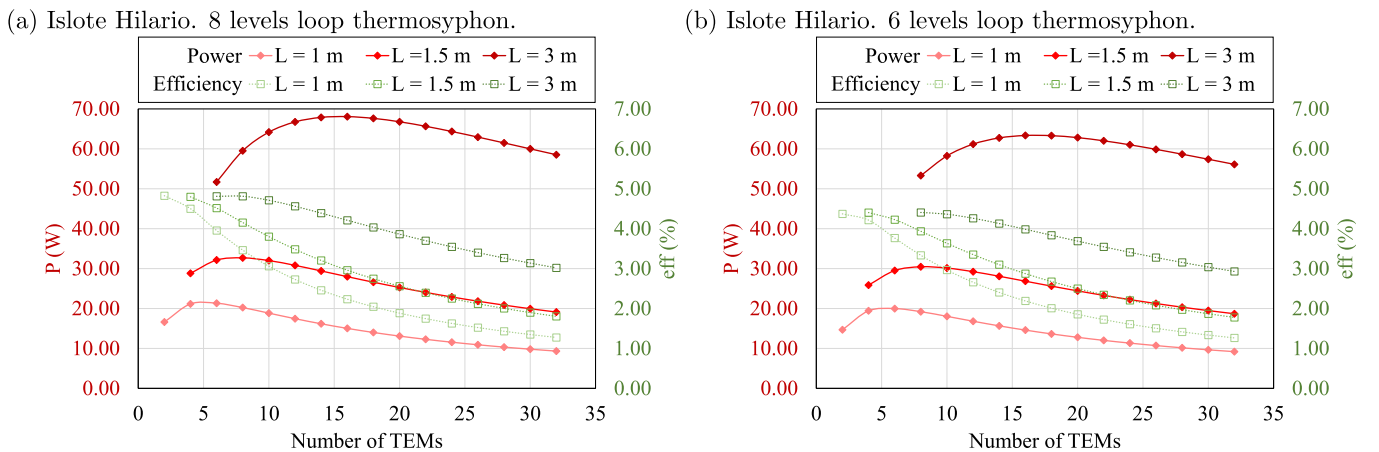 (a) Islote Hilario. 8 levels loop thermosyphon.
Power L = 1 m L =1.5 m L = 3 m
Efficiency L = 1 m L = 1.5 m L = 3 m
70.00 7.00
60.00 6.00
50.00 5.00
40.00 4.00
30.00 3.00
20.00 2.00
10.00 1.00
0.00 0.00
P (W)
eff (%)
0 5 10 15 20 25 30 35
Number of TEMs
(b) Islote Hilario. 6 levels loop thermosyphon.
Power L = 1 m L = 1.5 m L = 3 m
Efficiency L = 1 m L = 1.5 m L = 3 m
70.00 7.00
60.00 6.00
50.00 5.00
40.00 4.00
30.00 3.00
20.00 2.00
10.00 1.00
0.00 0.00
P (W)
eff (%)
0 5 10 15 20 25 30 35
Number of TEMs